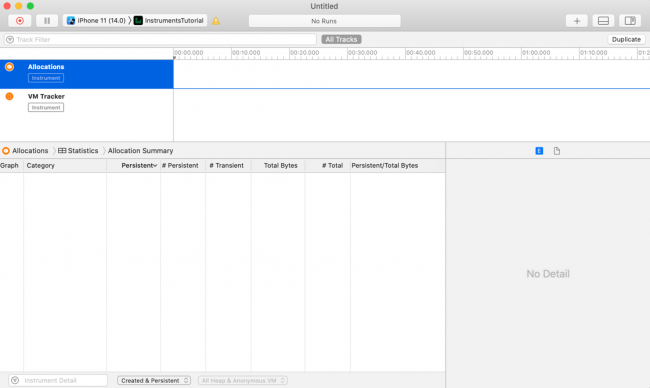 Untitled
iPhone 11 (14.0) InstrumentsTutorial
No Runs
Track Filter
All Tracks
Duplicate
00:00.000 00:10.000 00:20.000 00:30.000 00:40.000 00:50.000 01:00.000 01:10.000
Allocations
Instrument
VM Tracker
Instrument
Allocations Statistics Allocation Summary
E
Graph Category Persistent # Persistent # Transient Total Bytes # Total Persistent/Total Bytes
No Detail
Instrument Detail
Created & Persistent
All Heap & Anonymous VM